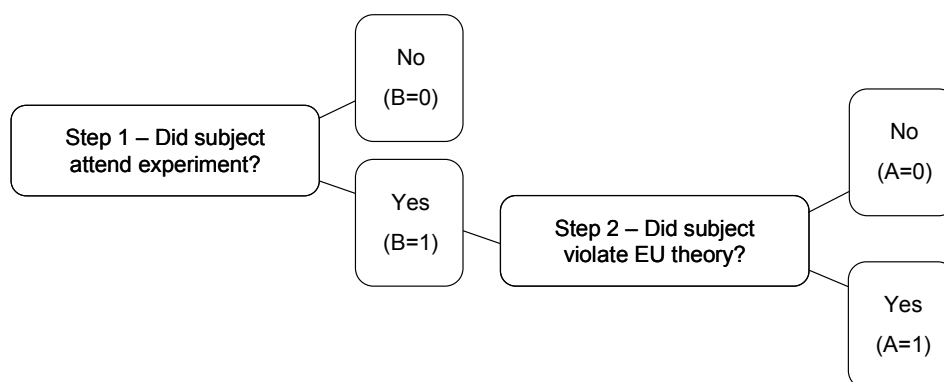 No
(B=0)
Step 1 – Did subject
attend experiment?
Yes
(B=1)
Step 2 – Did subject
violate EU theory?
No
(A=0)
Yes
(A=1)